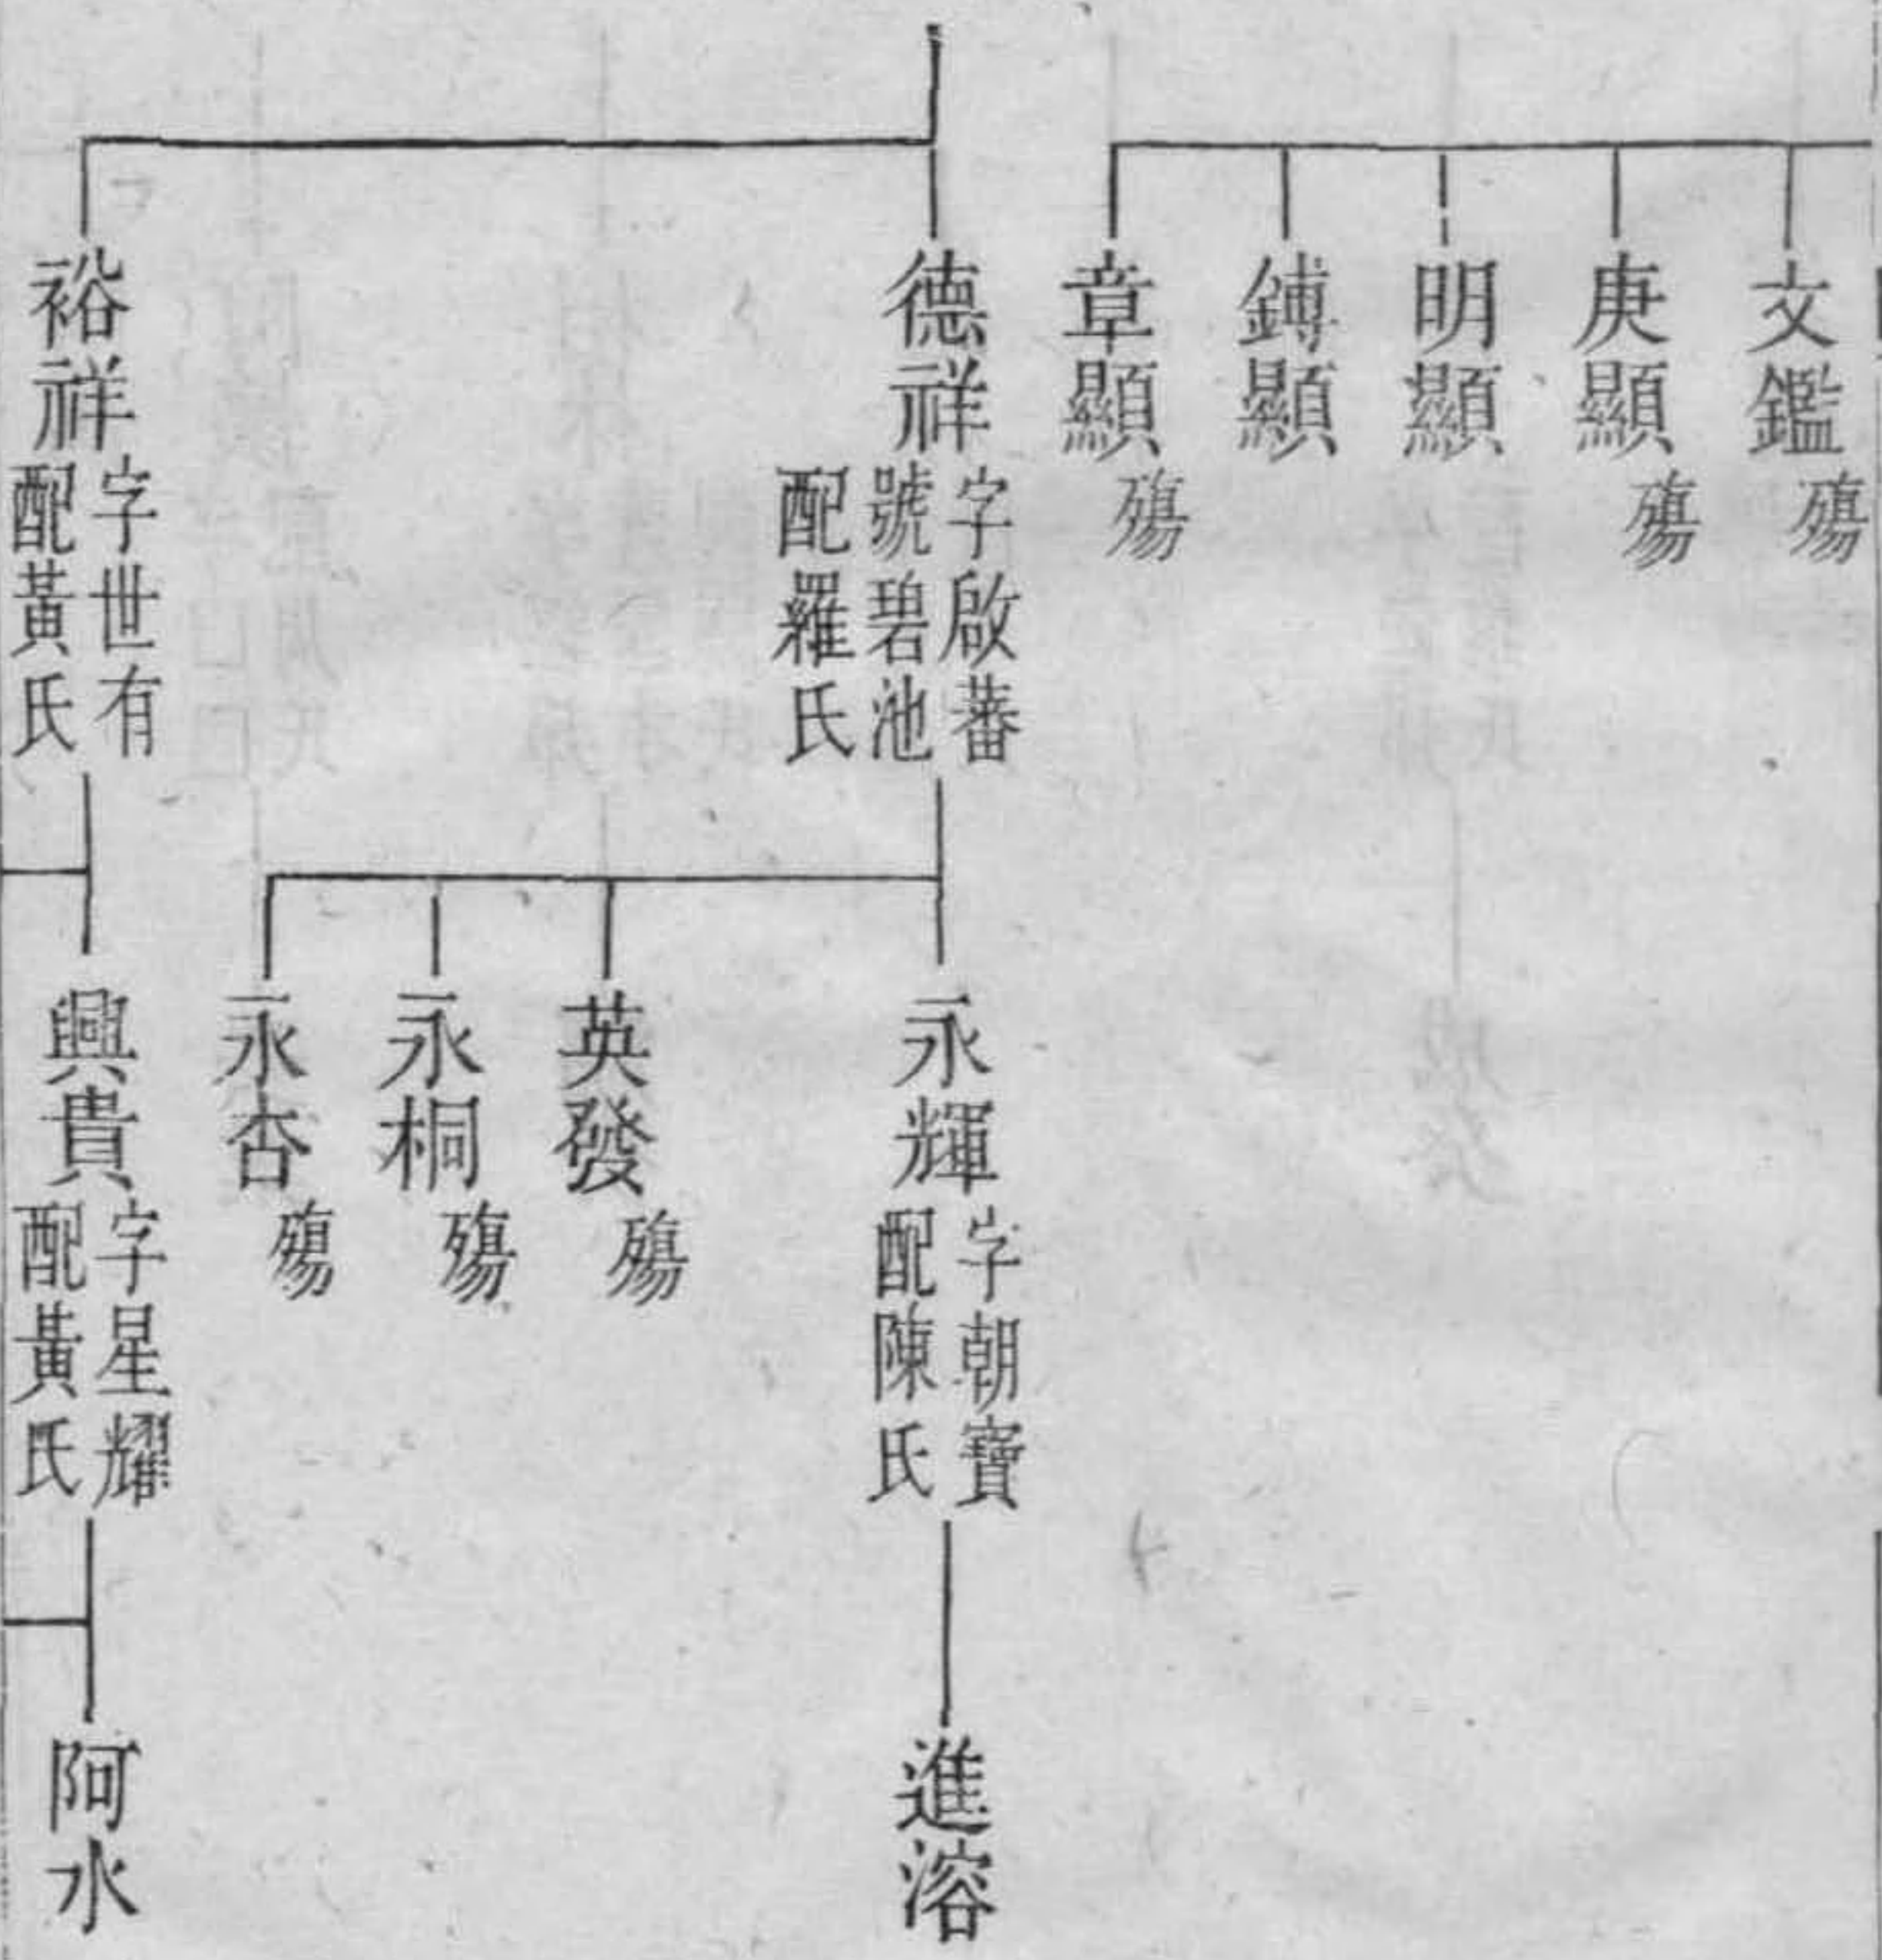 文鑑 殤
庚顯 殤
明顯
鎛顯
章顯 殤
德祥
字啟蕃
號碧池
配羅氏
裕祥
字世有
配黃氏
永輝
字朝寶
配陳氏
英發 殤
永桐 殤
永杏 殤
興貴
字星耀
配黃氏
進溶
阿水